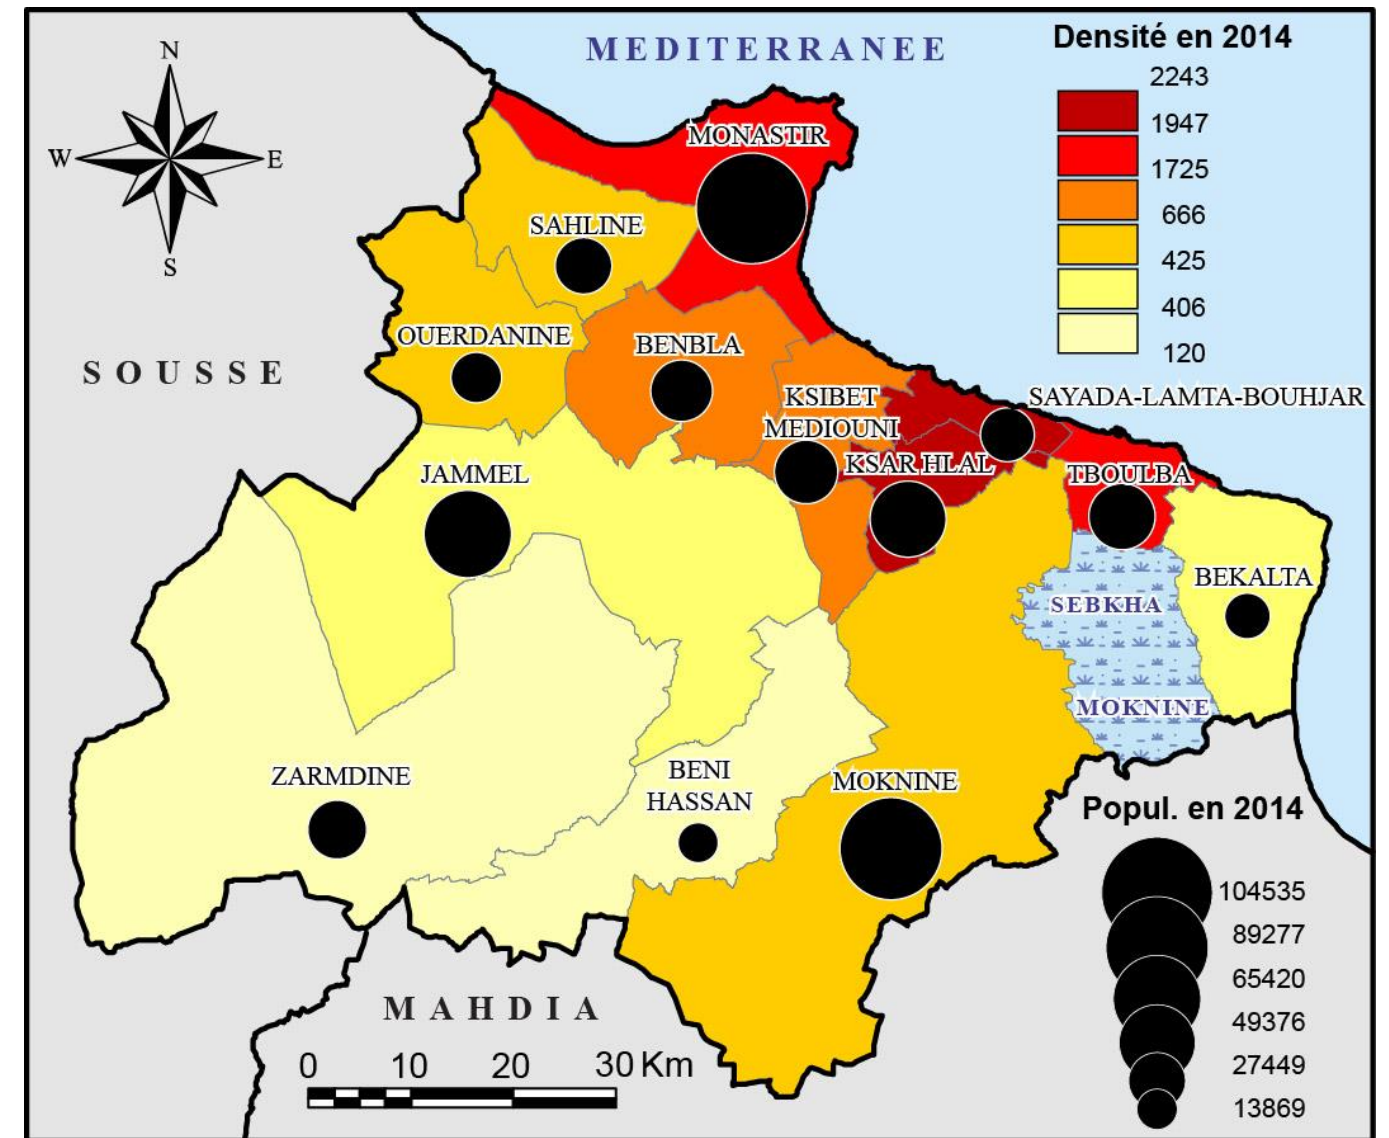 MEDITERRANEE
Densité en 2014
2243
1947
1725
666
425
406
120
N
W
E
S
MONASTIR
SAHLINE
OUERDANINE
BENBLA
SOUSSE
KSIBET
MEDIOUNI
SAYADA-LAMTA-BOUHJAR
KSAR HLAL
TBOULBA
JAMMEL
BEKALTA
SEBKHA
MOKNINE
ZARMDINE
BENI
HASSAN
MOKNINE
Popul. en 2014
104535
89277
65420
49376
27449
13869
MAHDIA
0 10 20 30 Km